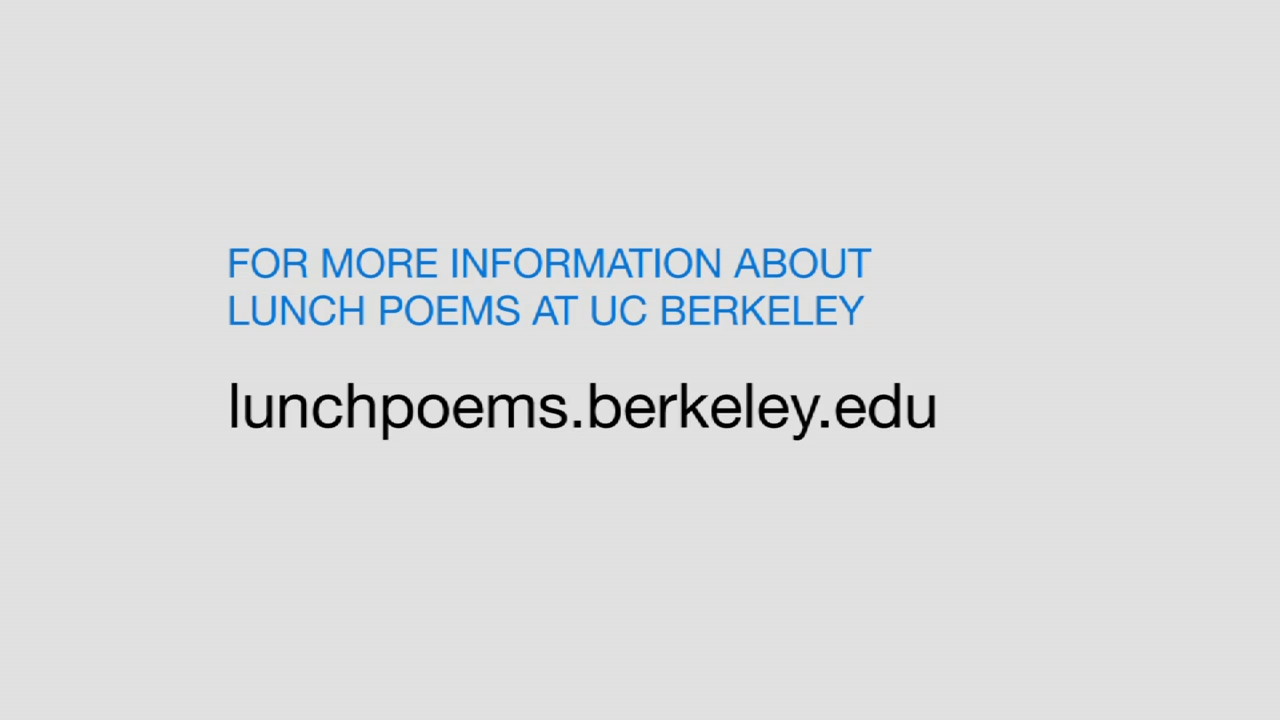 FOR MORE INFORMATION ABOUT
LUNCH POEMS AT UC BERKELEY
lunchpoems.berkeley.edu